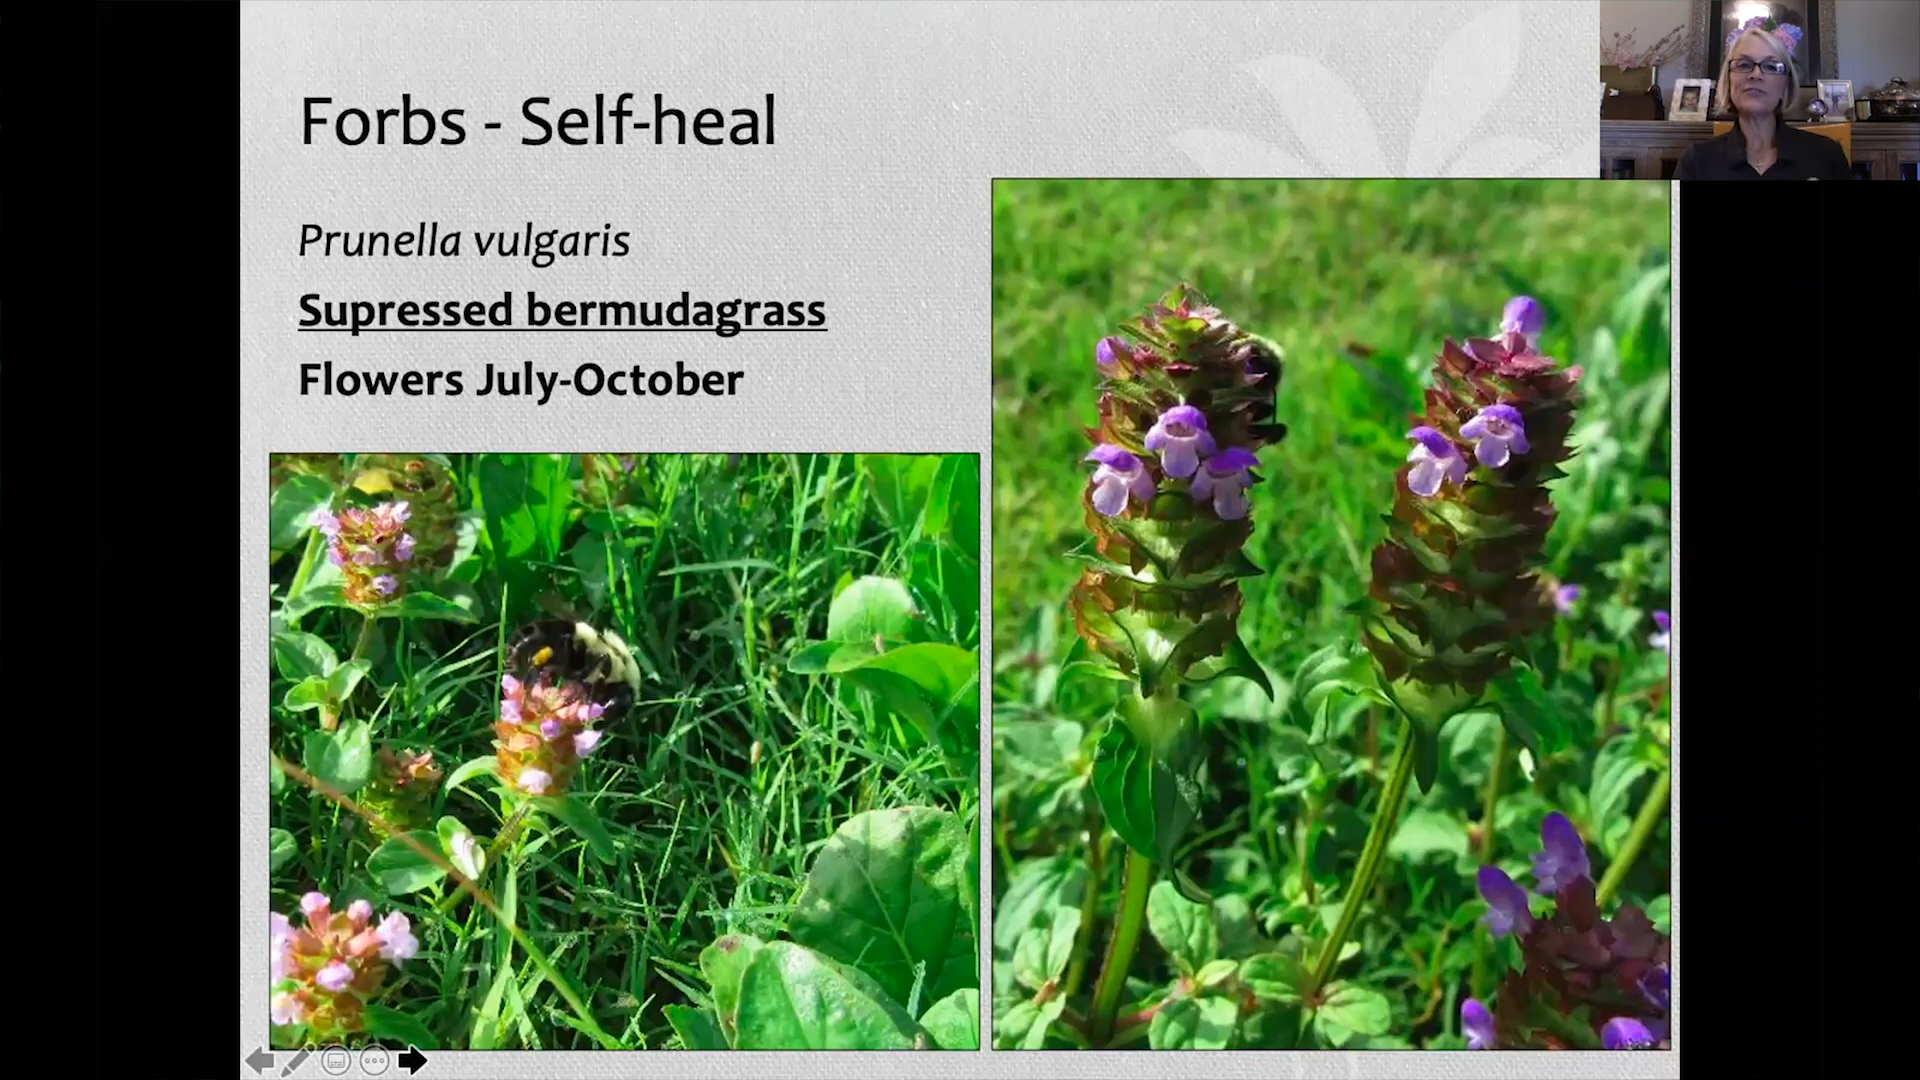 Forbs - Self-heal
Prunella vulgaris
Supressed bermudagrass
Flowers July-October